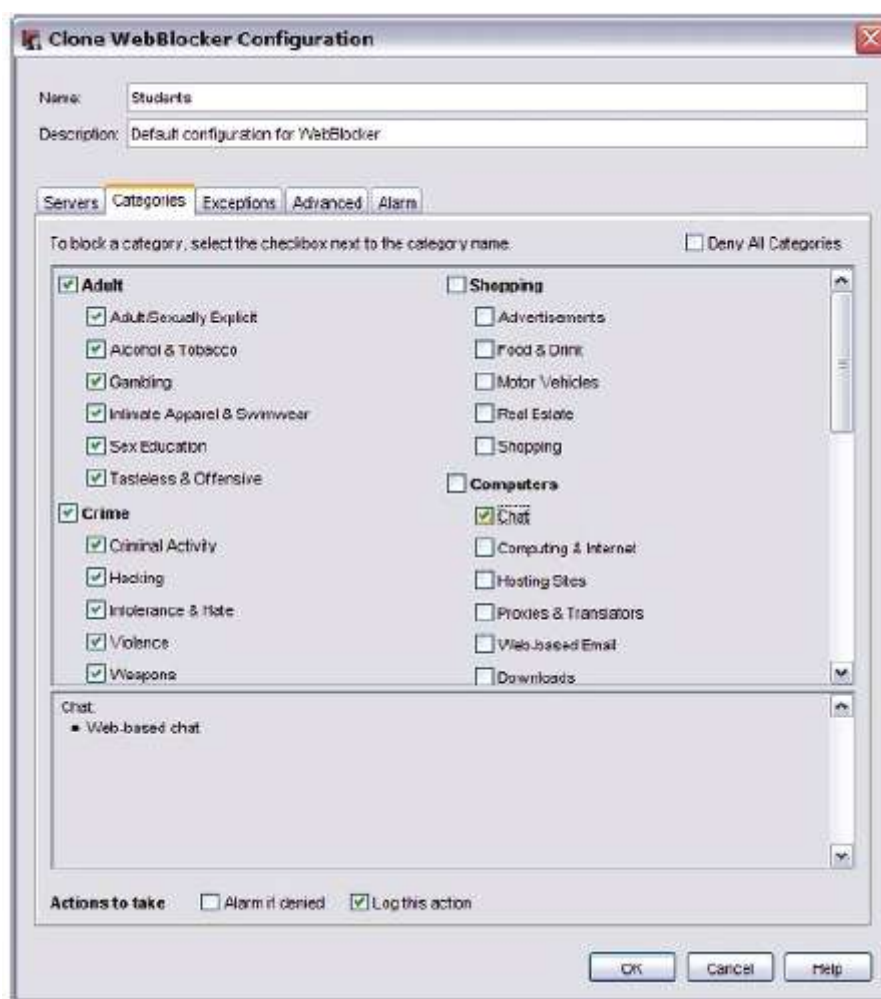 Clone WebBlocker Configuration
Name: Students
Description: Default configuration for WebBlocker
Servers Categories Exceptions Advanced Alarm
To block a category, select the checkbox next to the category name.
Deny All Categories
Adult
Adult/Sexually Explicit
Alcohol & Tobacco
Gambling
Intimate Apparel & Swimwear
Sex Education
Tasteless & Offensive
Crime
Criminal Activity
Hacking
Intolerance & Hate
Violence
Weapons
Shopping
Advertisements
Food & Drink
Motor Vehicles
Real Estate
Shopping
Computers
Chat
Computing & Internet
Hosting Sites
Proxies & Translators
Web-based Email
Downloads
Chat:
• Web-based chat
Actions to take Alarm if denied Log this action
OK Cancel Help